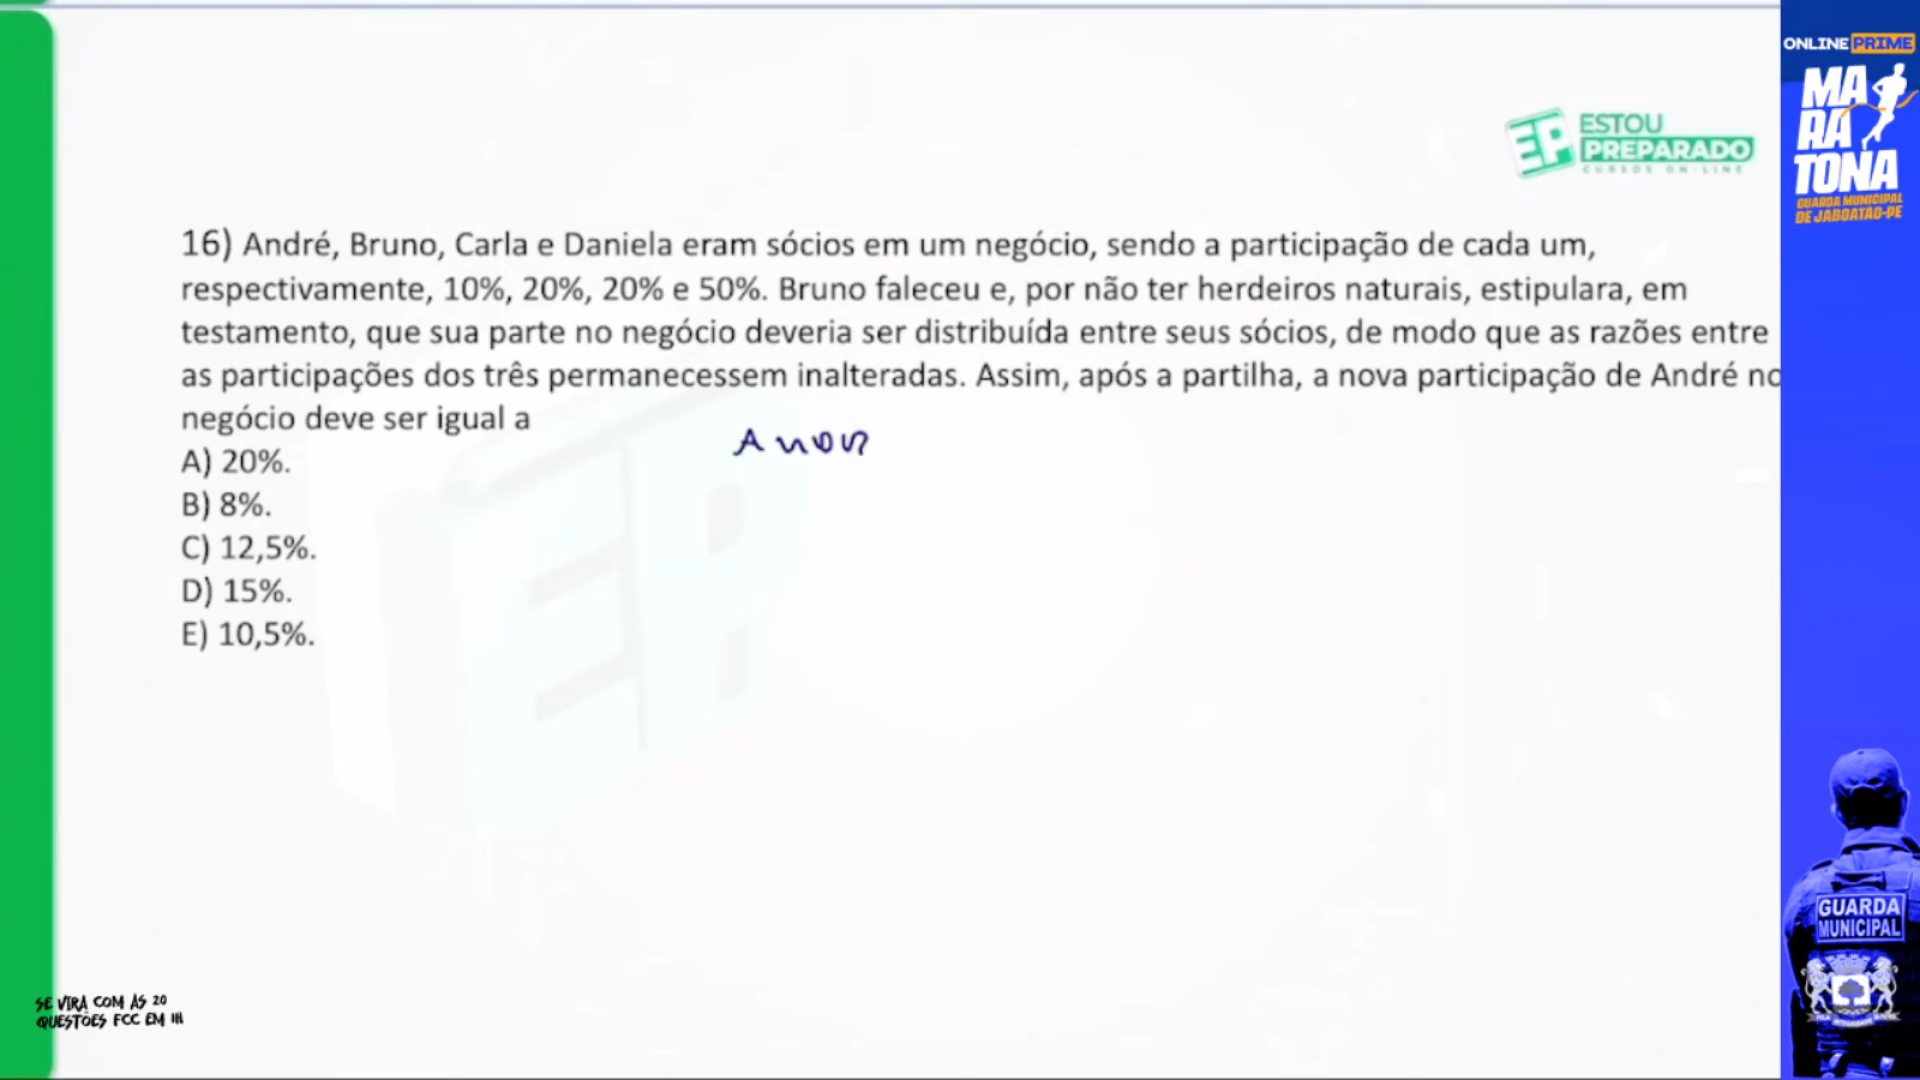 ONLINE PRIME
MA
RA
TONA
GUARDA MUNICIPAL
DE JABOATÃO-PE
ESTOU
PREPARADO
CURSOS ON-LINE
16) André, Bruno, Carla e Daniela eram sócios em um negócio, sendo a participação de cada um,
respectivamente, 10%, 20%, 20% e 50%. Bruno faleceu e, por não ter herdeiros naturais, estipulara, em
testamento, que sua parte no negócio deveria ser distribuída entre seus sócios, de modo que as razões entre
as participações dos três permanecessem inalteradas. Assim, após a partilha, a nova participação de André no
negócio deve ser igual a
A) 20%.
B) 8%.
C) 12,5%.
D) 15%.
E) 10,5%.
EP
GUARDA
MUNICIPAL
SE VIRA COM AS 20
QUESTÕES FCC EM 1H